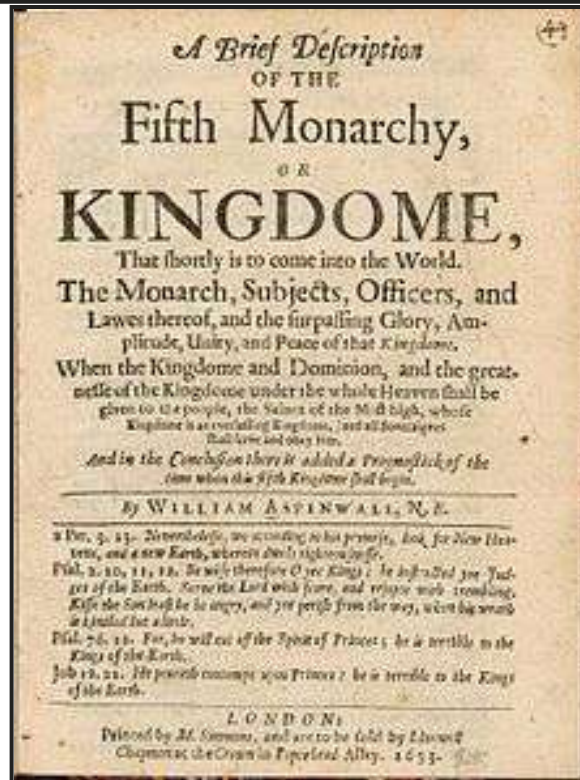 A Brief Deſcription
OF THE
Fifth Monarchy,
OR
KINGDOME,
That ſhortly is to come into the World.
The Monarch, Subjects, Officers, and
Lawes thereof, and the ſurpaſſing Glory, Am-
plitude, Unity, and Peace of that Kingdome.
When the Kingdome and Dominion, and the great-
neſſe of the Kingdome under the whole Heaven ſhall be
given to the people, the Saints of the Moſt high, whoſe
Kingdome is an everlaſting Kingdome, and all
ſhall ſerve and obey him.
And in the Concluſion there is added a Prognoſtick of the
time when this fifth Kingdome ſhall begin.
By WILLIAM ASPINWALL, N. E.
2 Pet. 3. 13. Nevertheleſſe, we according to his promiſe, look for New Hea-
vens, and a new Earth, wherein dwels righteouſneſſe.
Pſal. 2. 10, 11, 12. Be wiſe therefore O yee Kings: be inſtructed yee Jud-
ges of the Earth. Serve the Lord with feare, and rejoyce with trembling.
Kiſſe the Son leaſt he be angry, and yee periſh from the way, when his wrath
is kindled but a little.
Pſal. 76. 12. For, he will cut off the Spirit of Princes; he is terrible to the
Kings of the Earth.
Job 12. 21. He poureth contempt upon Princes: he is terrible to the Kings
of the Earth.
LONDON:
Printed by M. Simmons, and are to be ſold by
Chapman at the Crown in Popeshead Alley. 1653.